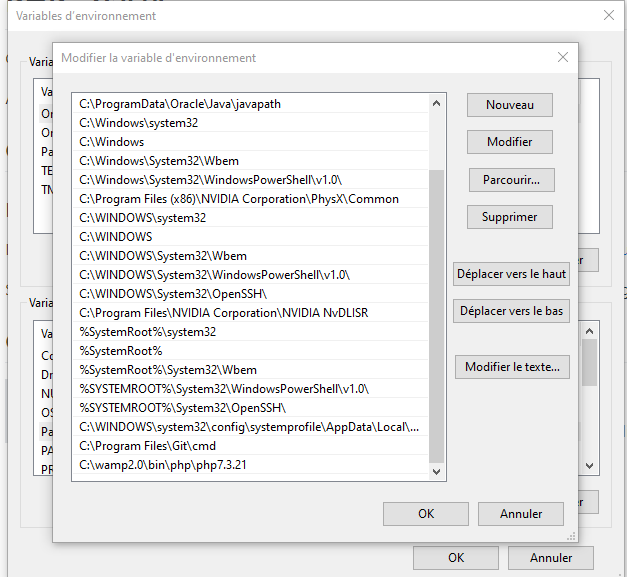 Variables d'environnement
Modifier la variable d'environnement
C:\ProgramData\Oracle\Java\javapath
C:\Windows\system32
C:\Windows
C:\Windows\System32\Wbem
C:\Windows\System32\WindowsPowerShell\v1.0\
C:\Program Files (x86)\NVIDIA Corporation\PhysX\Common
C:\WINDOWS\system32
C:\WINDOWS
C:\WINDOWS\System32\Wbem
C:\WINDOWS\System32\WindowsPowerShell\v1.0\
C:\WINDOWS\System32\OpenSSH\
C:\Program Files\NVIDIA Corporation\NVIDIA NvDLISR
%SystemRoot%\system32
%SystemRoot%
%SystemRoot%\System32\Wbem
%SYSTEMROOT%\System32\WindowsPowerShell\v1.0\
%SYSTEMROOT%\System32\OpenSSH\
C:\WINDOWS\system32\config\systemprofile\AppData\Local\...
C:\Program Files\Git\cmd
C:\wamp2.0\bin\php\php7.3.21
Nouveau
Modifier
Parcourir...
Supprimer
Déplacer vers le haut
Déplacer vers le bas
Modifier le texte...
OK
Annuler
Varia
Va
Or
Or
Pa
TE
TN
Varia
Va
Co
Dr
NU
OS
Pa
PA
PR
er
er
OK
Annuler